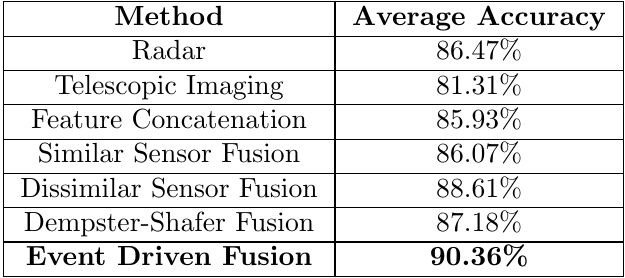 Method Average Accuracy
Radar 86.47%
Telescopic Imaging 81.31%
Feature Concatenation 85.93%
Similar Sensor Fusion 86.07%
Dissimilar Sensor Fusion 88.61%
Dempster-Shafer Fusion 87.18%
Event Driven Fusion 90.36%